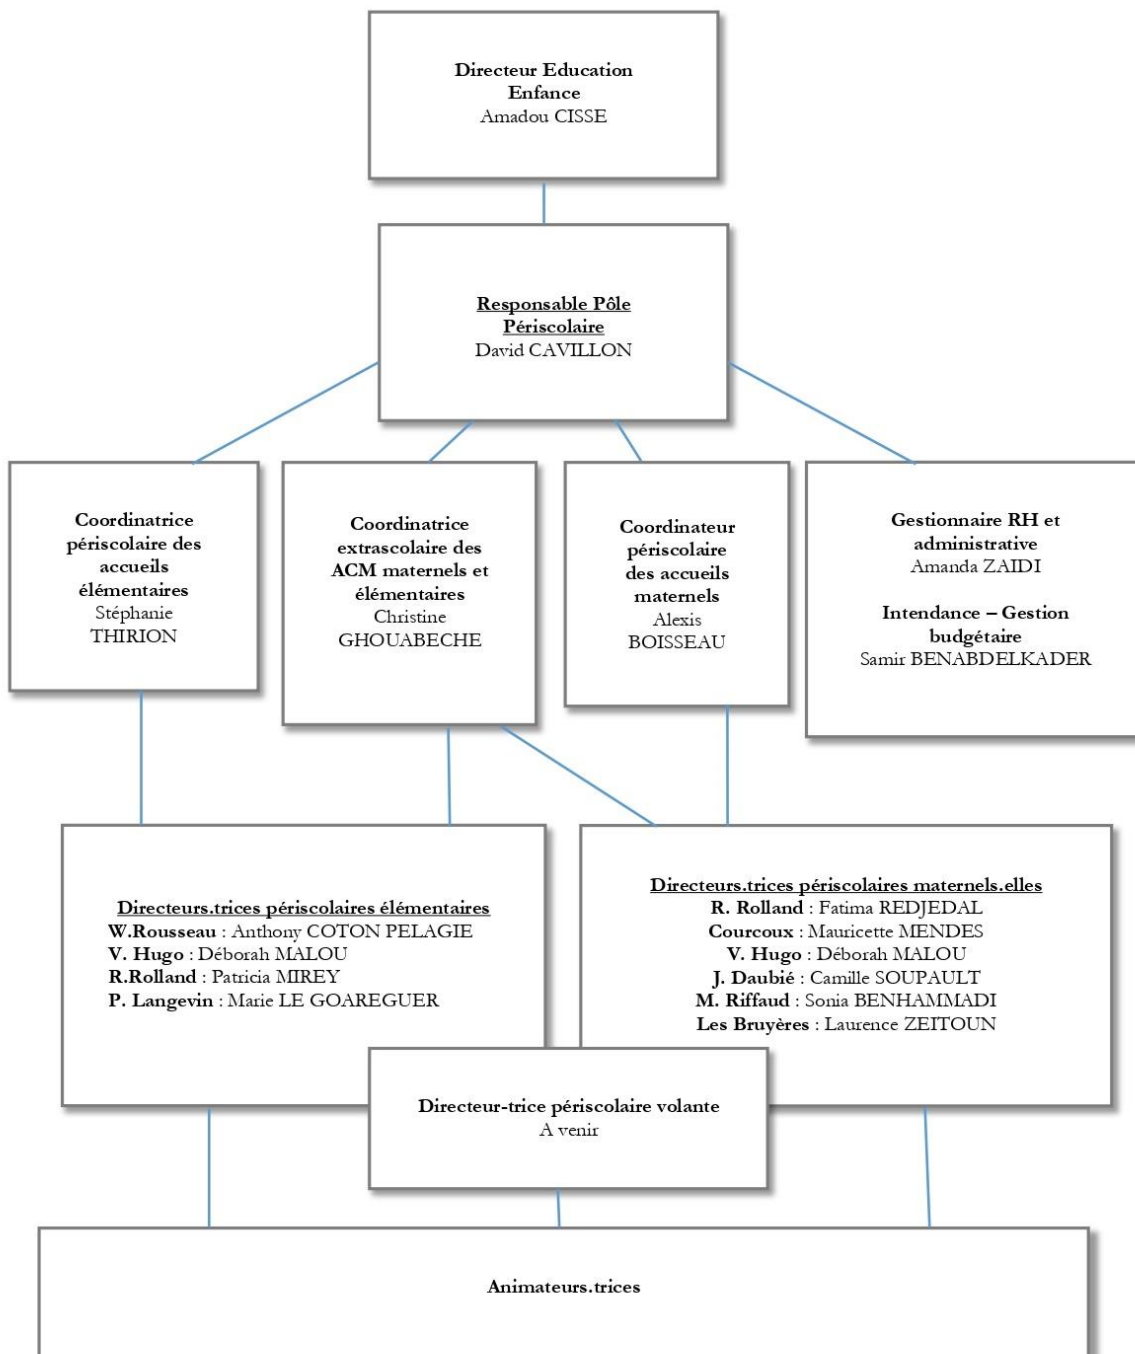 Directeur Education
Enfance
Amadou CISSE
Responsable Pôle
Périscolaire
David CAVILLON
Coordinatrice
périscolaire des
accueils
élémentaires
Stéphanie
THIRION
Coordinatrice
extrascolaire des
ACM maternels et
élémentaires
Christine
GHOUABECHE
Coordinateur
périscolaire
des accueils
maternels
Alexis
BOISSEAU
Gestionnaire RH et
administrative
Amanda ZAIDI
Intendance – Gestion
budgétaire
Samir BENABDELKADER
Directeurs.trices périscolaires élémentaires
W.Rousseau : Anthony COTON PELAGIE
V. Hugo : Déborah MALOU
R.Rolland : Patricia MIREY
P. Langevin : Marie LE GOAREGUER
Directeurs.trices périscolaires maternels.elles
R. Rolland : Fatima REDJEDAL
Courcoux : Mauricette MENDES
V. Hugo : Déborah MALOU
J. Daubié : Camille SOUPAULT
M. Riffaud : Sonia BENHAMMADI
Les Bruyères : Laurence ZEITOUN
Directeur-trice périscolaire volante
A venir
Animateurs.trices